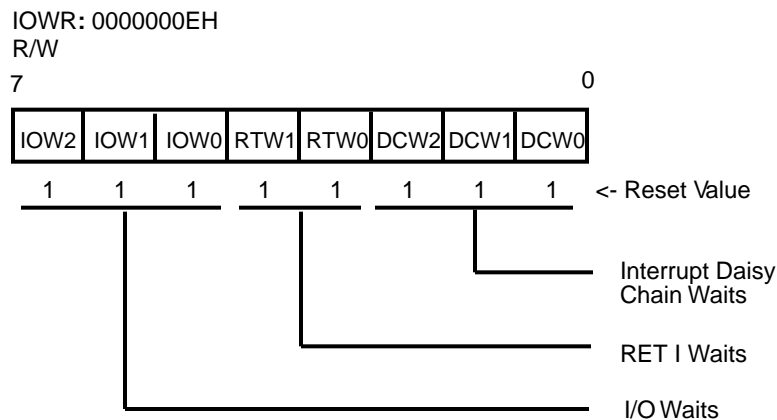 IOWR: 0000000EH
R/W
7 0
IOW2 IOW1 IOW0 RTW1 RTW0 DCW2 DCW1 DCW0
1 1 1 1 1 1 1 1 <- Reset Value
Interrupt Daisy
Chain Waits
RET I Waits
I/O Waits